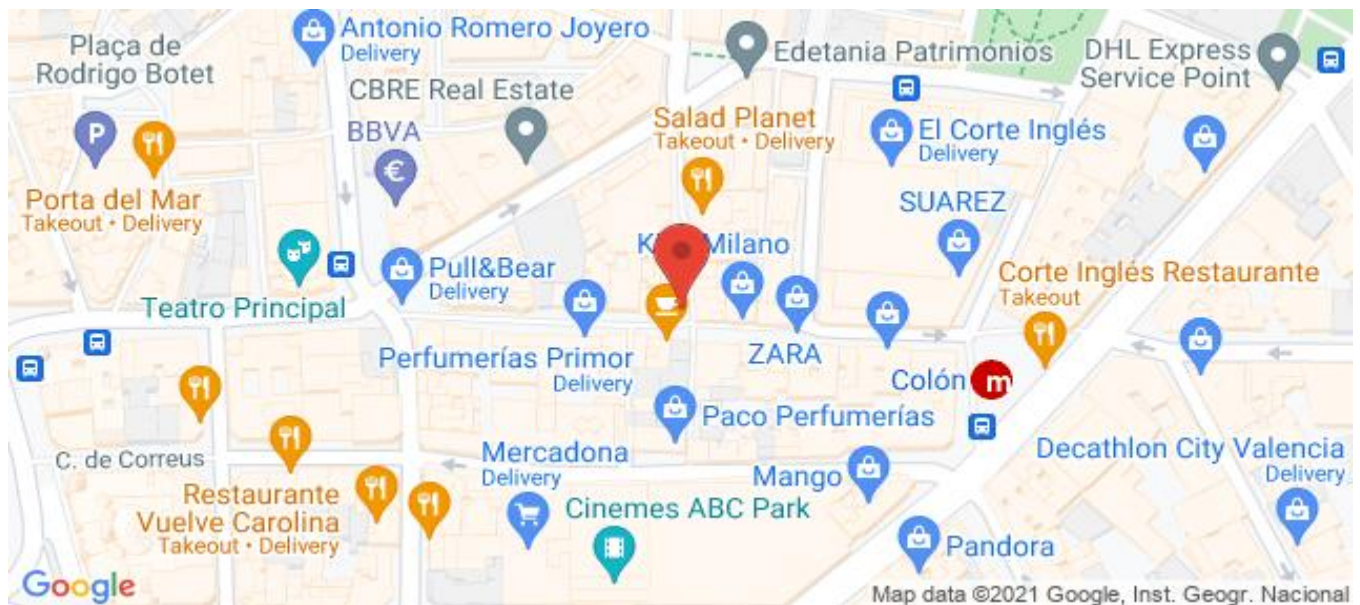 Antonio Romero Joyero
Delivery
Plaça de
Rodrigo Botet
Edetania Patrimonios
DHL Express
Service Point
CBRE Real Estate
BBVA
€
Salad Planet
Takeout • Delivery
El Corte Inglés
Delivery
P
Porta del Mar
Takeout • Delivery
SUAREZ
Milano
Pull&Bear
Delivery
Corte Inglés Restaurante
Takeout
Teatro Principal
Perfumerías Primor
Delivery
ZARA
Colón
m
Paco Perfumerías
C. de Correus
Mercadona
Delivery
Mango
Decathlon City Valencia
Delivery
Restaurante
Vuelve Carolina
Takeout • Delivery
Cinemes ABC Park
Pandora
Google
Map data ©2021 Google, Inst. Geogr. Nacional